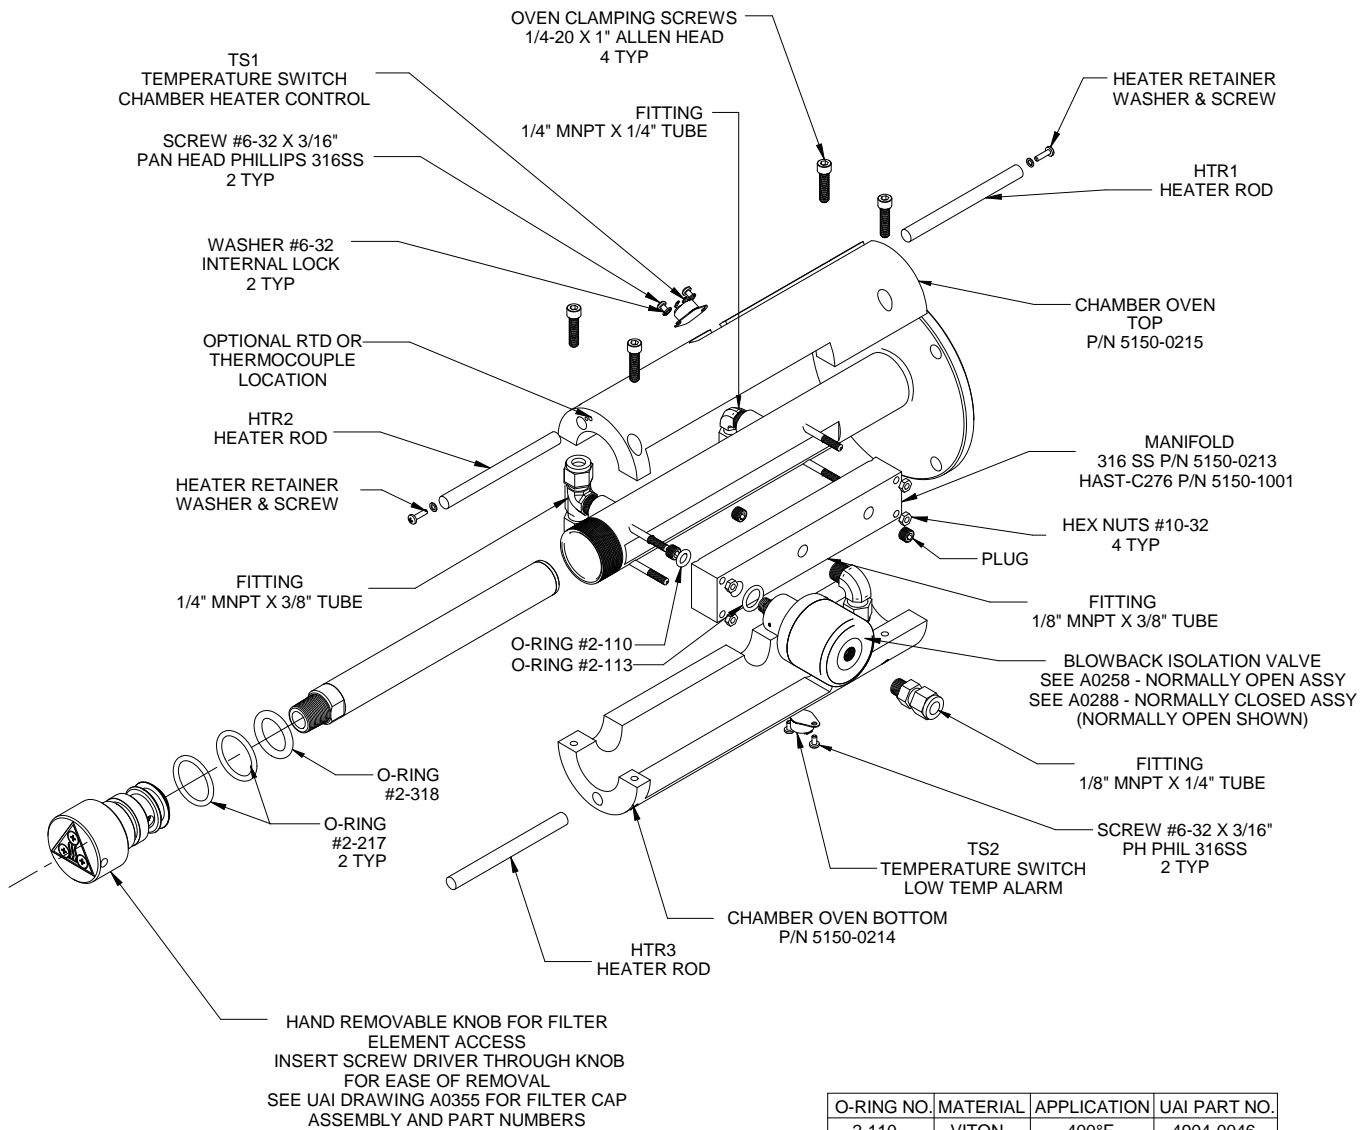 OVEN CLAMPING SCREWS
1/4-20 X 1" ALLEN HEAD
4 TYP
TS1
TEMPERATURE SWITCH
CHAMBER HEATER CONTROL
HEATER RETAINER
WASHER & SCREW
FITTING
1/4" MNPT X 1/4" TUBE
SCREW #6-32 X 3/16"
PAN HEAD PHILLIPS 316SS
2 TYP
HTR1
HEATER ROD
WASHER #6-32
INTERNAL LOCK
2 TYP
CHAMBER OVEN
TOP
P/N 5150-0215
OPTIONAL RTD OR
THERMOCOUPLE
LOCATION
HTR2
HEATER ROD
MANIFOLD
316 SS P/N 5150-0213
HAST-C276 P/N 5150-1001
HEATER RETAINER
WASHER & SCREW
HEX NUTS #10-32
4 TYP
PLUG
FITTING
1/4" MNPT X 3/8" TUBE
FITTING
1/8" MNPT X 3/8" TUBE
O-RING #2-110
O-RING #2-113
BLOWBACK ISOLATION VALVE
SEE A0258 - NORMALLY OPEN ASSY
SEE A0288 - NORMALLY CLOSED ASSY
(NORMALLY OPEN SHOWN)
FITTING
1/8" MNPT X 1/4" TUBE
O-RING
#2-318
O-RING
#2-217
2 TYP
SCREW #6-32 X 3/16"
PH PHIL 316SS
2 TYP
TS2
TEMPERATURE SWITCH
LOW TEMP ALARM
CHAMBER OVEN BOTTOM
P/N 5150-0214
HTR3
HEATER ROD
HAND REMOVABLE KNOB FOR FILTER
ELEMENT ACCESS
INSERT SCREW DRIVER THROUGH KNOB
FOR EASE OF REMOVAL
SEE UAI DRAWING A0355 FOR FILTER CAP
ASSEMBLY AND PART NUMBERS
O-RING NO. MATERIAL APPLICATION UAI PART NO.
2-110 VITON 400°F 4904-0046